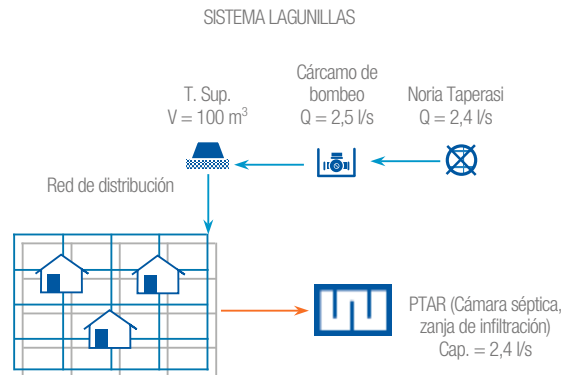 SISTEMA LAGUNILLAS
T. Sup.
V = 100 m³
Cárcamo de
bombeo
Q = 2,5 l/s
Noria Taperasi
Q = 2,4 l/s
Red de distribución
PTAR (Cámara séptica,
zanja de infiltración)
Cap. = 2,4 l/s